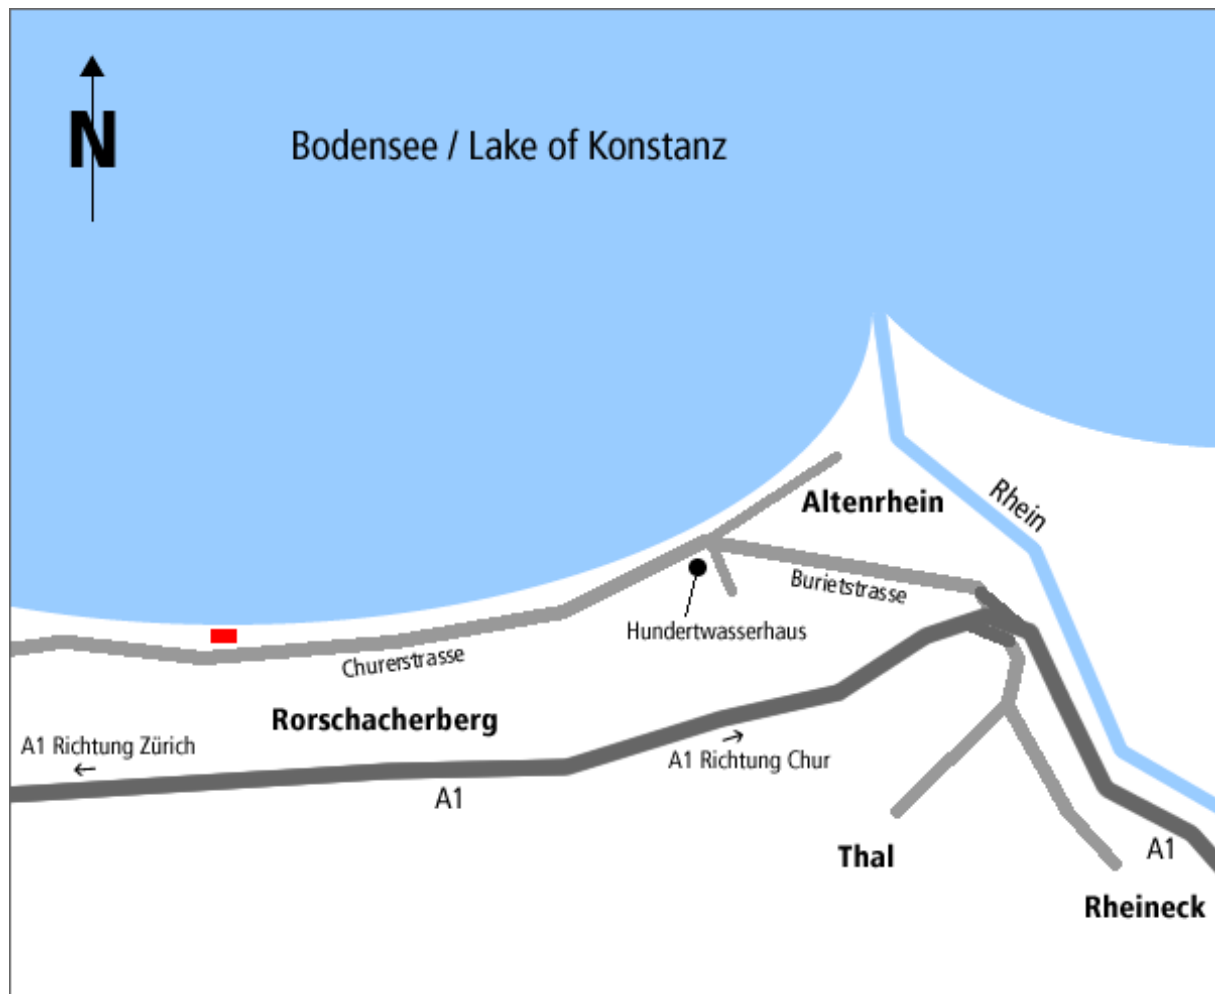 N
Bodensee / Lake of Konstanz
Altenrhein
Rhein
Burietstrasse
Hundertwasserhaus
Churerstrasse
Rorschacherberg
A1 Richtung Zürich
A1 Richtung Chur
A1
Thal
A1
Rheineck